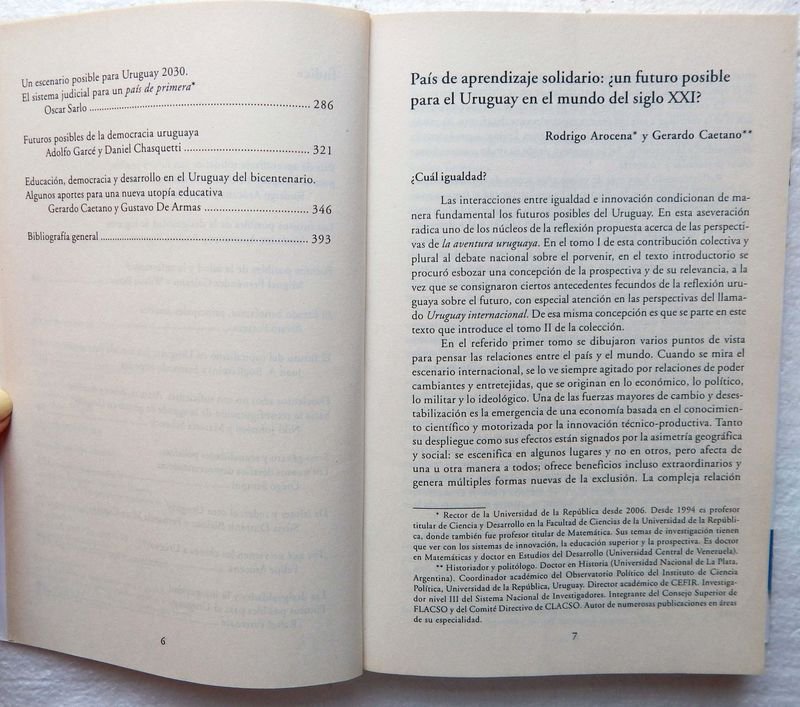 Un escenario posible para Uruguay 2030.
El sistema judicial para un país de primera*
Oscar Sarlo ........................................................................ 286
Futuros posibles de la democracia uruguaya
Adolfo Garcé y Daniel Chasquetti ........................................ 321
Educación, democracia y desarrollo en el Uruguay del bicentenario.
Algunos aportes para una nueva utopía educativa
Gerardo Caetano y Gustavo De Armas ................................ 346
Bibliografía general .............................................................. 393
6
País de aprendizaje solidario: ¿un futuro posible
para el Uruguay en el mundo del siglo XXI?
Rodrigo Arocena* y Gerardo Caetano**
¿Cuál igualdad?
Las interacciones entre igualdad e innovación condicionan de ma-
nera fundamental los futuros posibles del Uruguay. En esta aseveración
radica uno de los núcleos de la reflexión propuesta acerca de las perspecti-
vas de la aventura uruguaya. En el tomo I de esta contribución colectiva y
plural al debate nacional sobre el porvenir, en el texto introductorio se
procuró esbozar una concepción de la prospectiva y de su relevancia, a la
vez que se consignaron ciertos antecedentes fecundos de la reflexión uru-
guaya sobre el futuro, con especial atención en las perspectivas del llama-
do Uruguay internacional. De esa misma concepción es que se parte en este
texto que introduce el tomo II de la colección.
En el referido primer tomo se dibujaron varios puntos de vista
para pensar las relaciones entre el país y el mundo. Cuando se mira el
escenario internacional, se lo ve siempre agitado por relaciones de poder
cambiantes y entretejidas, que se originan en lo económico, lo político,
lo militar y lo ideológico. Una de las fuerzas mayores de cambio y deses-
tabilización es la emergencia de una economía basada en el conocimien-
to científico y motorizada por la innovación técnico-productiva. Tanto
su despliegue como sus efectos están signados por la asimetría geográfica
y social: se escenifica en algunos lugares y no en otros, pero afecta de
una u otra manera a todos; ofrece beneficios incluso extraordinarios y
genera múltiples formas nuevas de la exclusión. La compleja relación
* Rector de la Universidad de la República desde 2006. Desde 1994 es profesor
titular de Ciencia y Desarrollo en la Facultad de Ciencias de la Universidad de la Repúbli-
ca, donde también fue profesor titular de Matemática. Sus temas de investigación tienen
que ver con los sistemas de innovación, la educación superior y la prospectiva. Es doctor
en Matemáticas y doctor en Estudios del Desarrollo (Universidad Central de Venezuela).
** Historiador y politólogo. Doctor en Historia (Universidad Nacional de La Plata,
Argentina). Coordinador académico del Observatorio Político del Instituto de Ciencia
Política, Universidad de la República, Uruguay. Director académico de CEFIR. Investiga-
dor nivel III del Sistema Nacional de Investigadores. Integrante del Consejo Superior de
FLACSO y del Comité Directivo de CLACSO. Autor de numerosas publicaciones en áreas
de su especialidad.
7